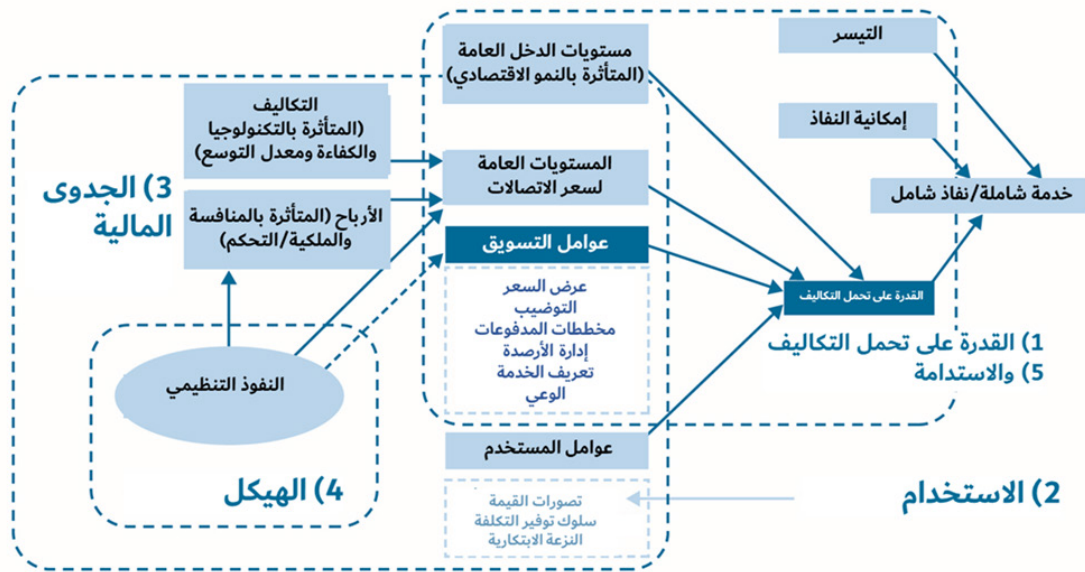 التيسر
مستويات الدخل العامة
(المتأثرة بالنمو الاقتصادي)
إمكانية النفاذ
التكاليف
(المتأثرة بالتكنولوجيا
والكفاءة ومعدل التوسع)
المستويات العامة
لسعر الاتصالات
خدمة شاملة/نفاذ شامل
3) الجدوى
المالية
الأرباح (المتأثرة بالمنافسة
والملكية/التحكم)
عوامل التسويق
عرض السعر
التوضيب
مخططات المدفوعات
إدارة الأرصدة
تعريف الخدمة
الوعي
القدرة على تحمل التكاليف
1) القدرة على تحمل التكاليف
5) والاستدامة
النفوذ التنظيمي
4) الهيكل
عوامل المستخدم
تصورات القيمة
سلوك توفير التكلفة
النزعة الابتكارية
2) الاستخدام